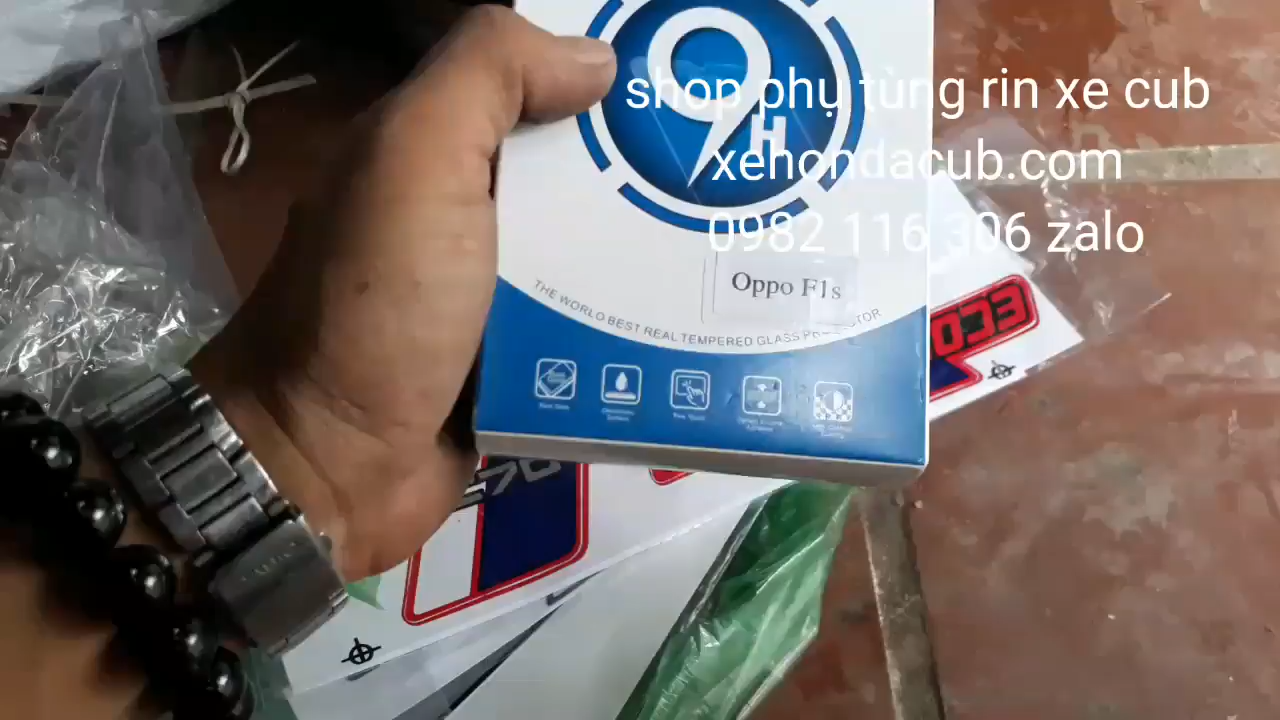 9H
shop phụ tùng rin xe cub
xehondacub.com
0982 116 306 zalo
Oppo F1s
THE WORLD BEST REAL TEMPERED GLASS PROTECTOR